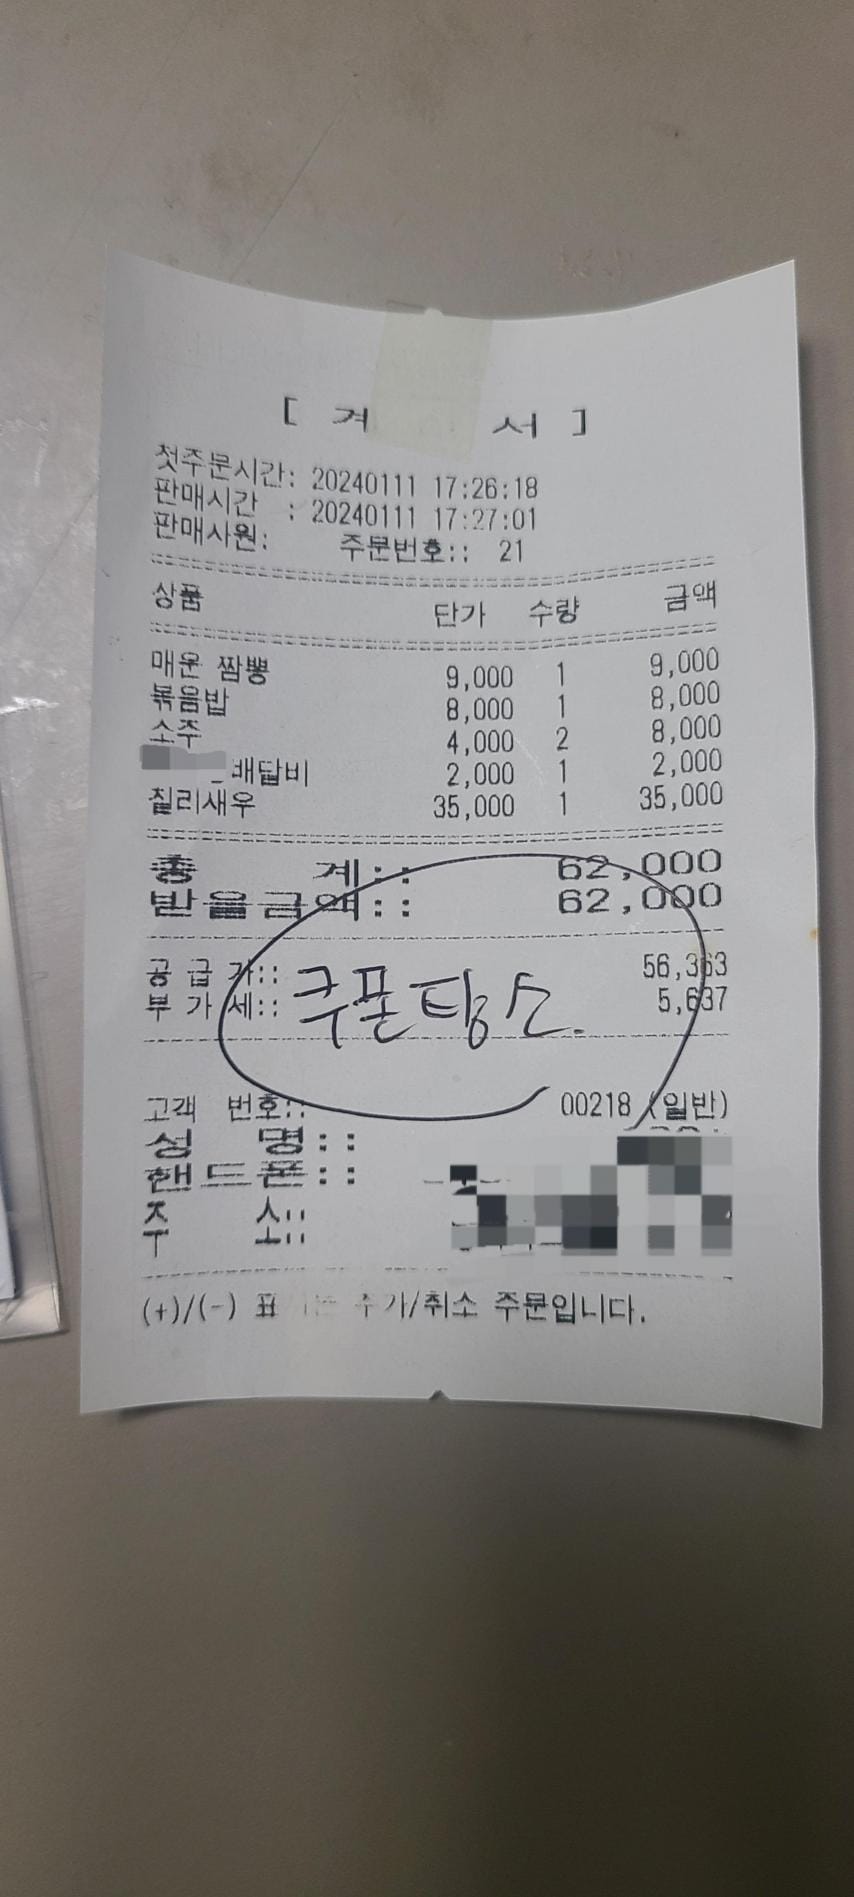 [ 겨 서 ]
첫주문시간: 20240111 17:26:18
판매시간 : 20240111 17:27:01
판매사원: 주문번호:: 21
상품 단가 수량 금액
매운 짬뽕 9,000 1 9,000
볶음밥 8,000 1 8,000
소주 4,000 2 8,000
배달비 2,000 1 2,000
칠리새우 35,000 1 35,000
총 계:: 62,000
받을금액:: 62,000
공급가:: 56,363
부가세:: 5,637
쿠폰탕소.
고객 번호:: 00218 (일반)
성 명::
핸드폰::
주 소::
(+)/(-) 표 는 추가/취소 주문입니다.